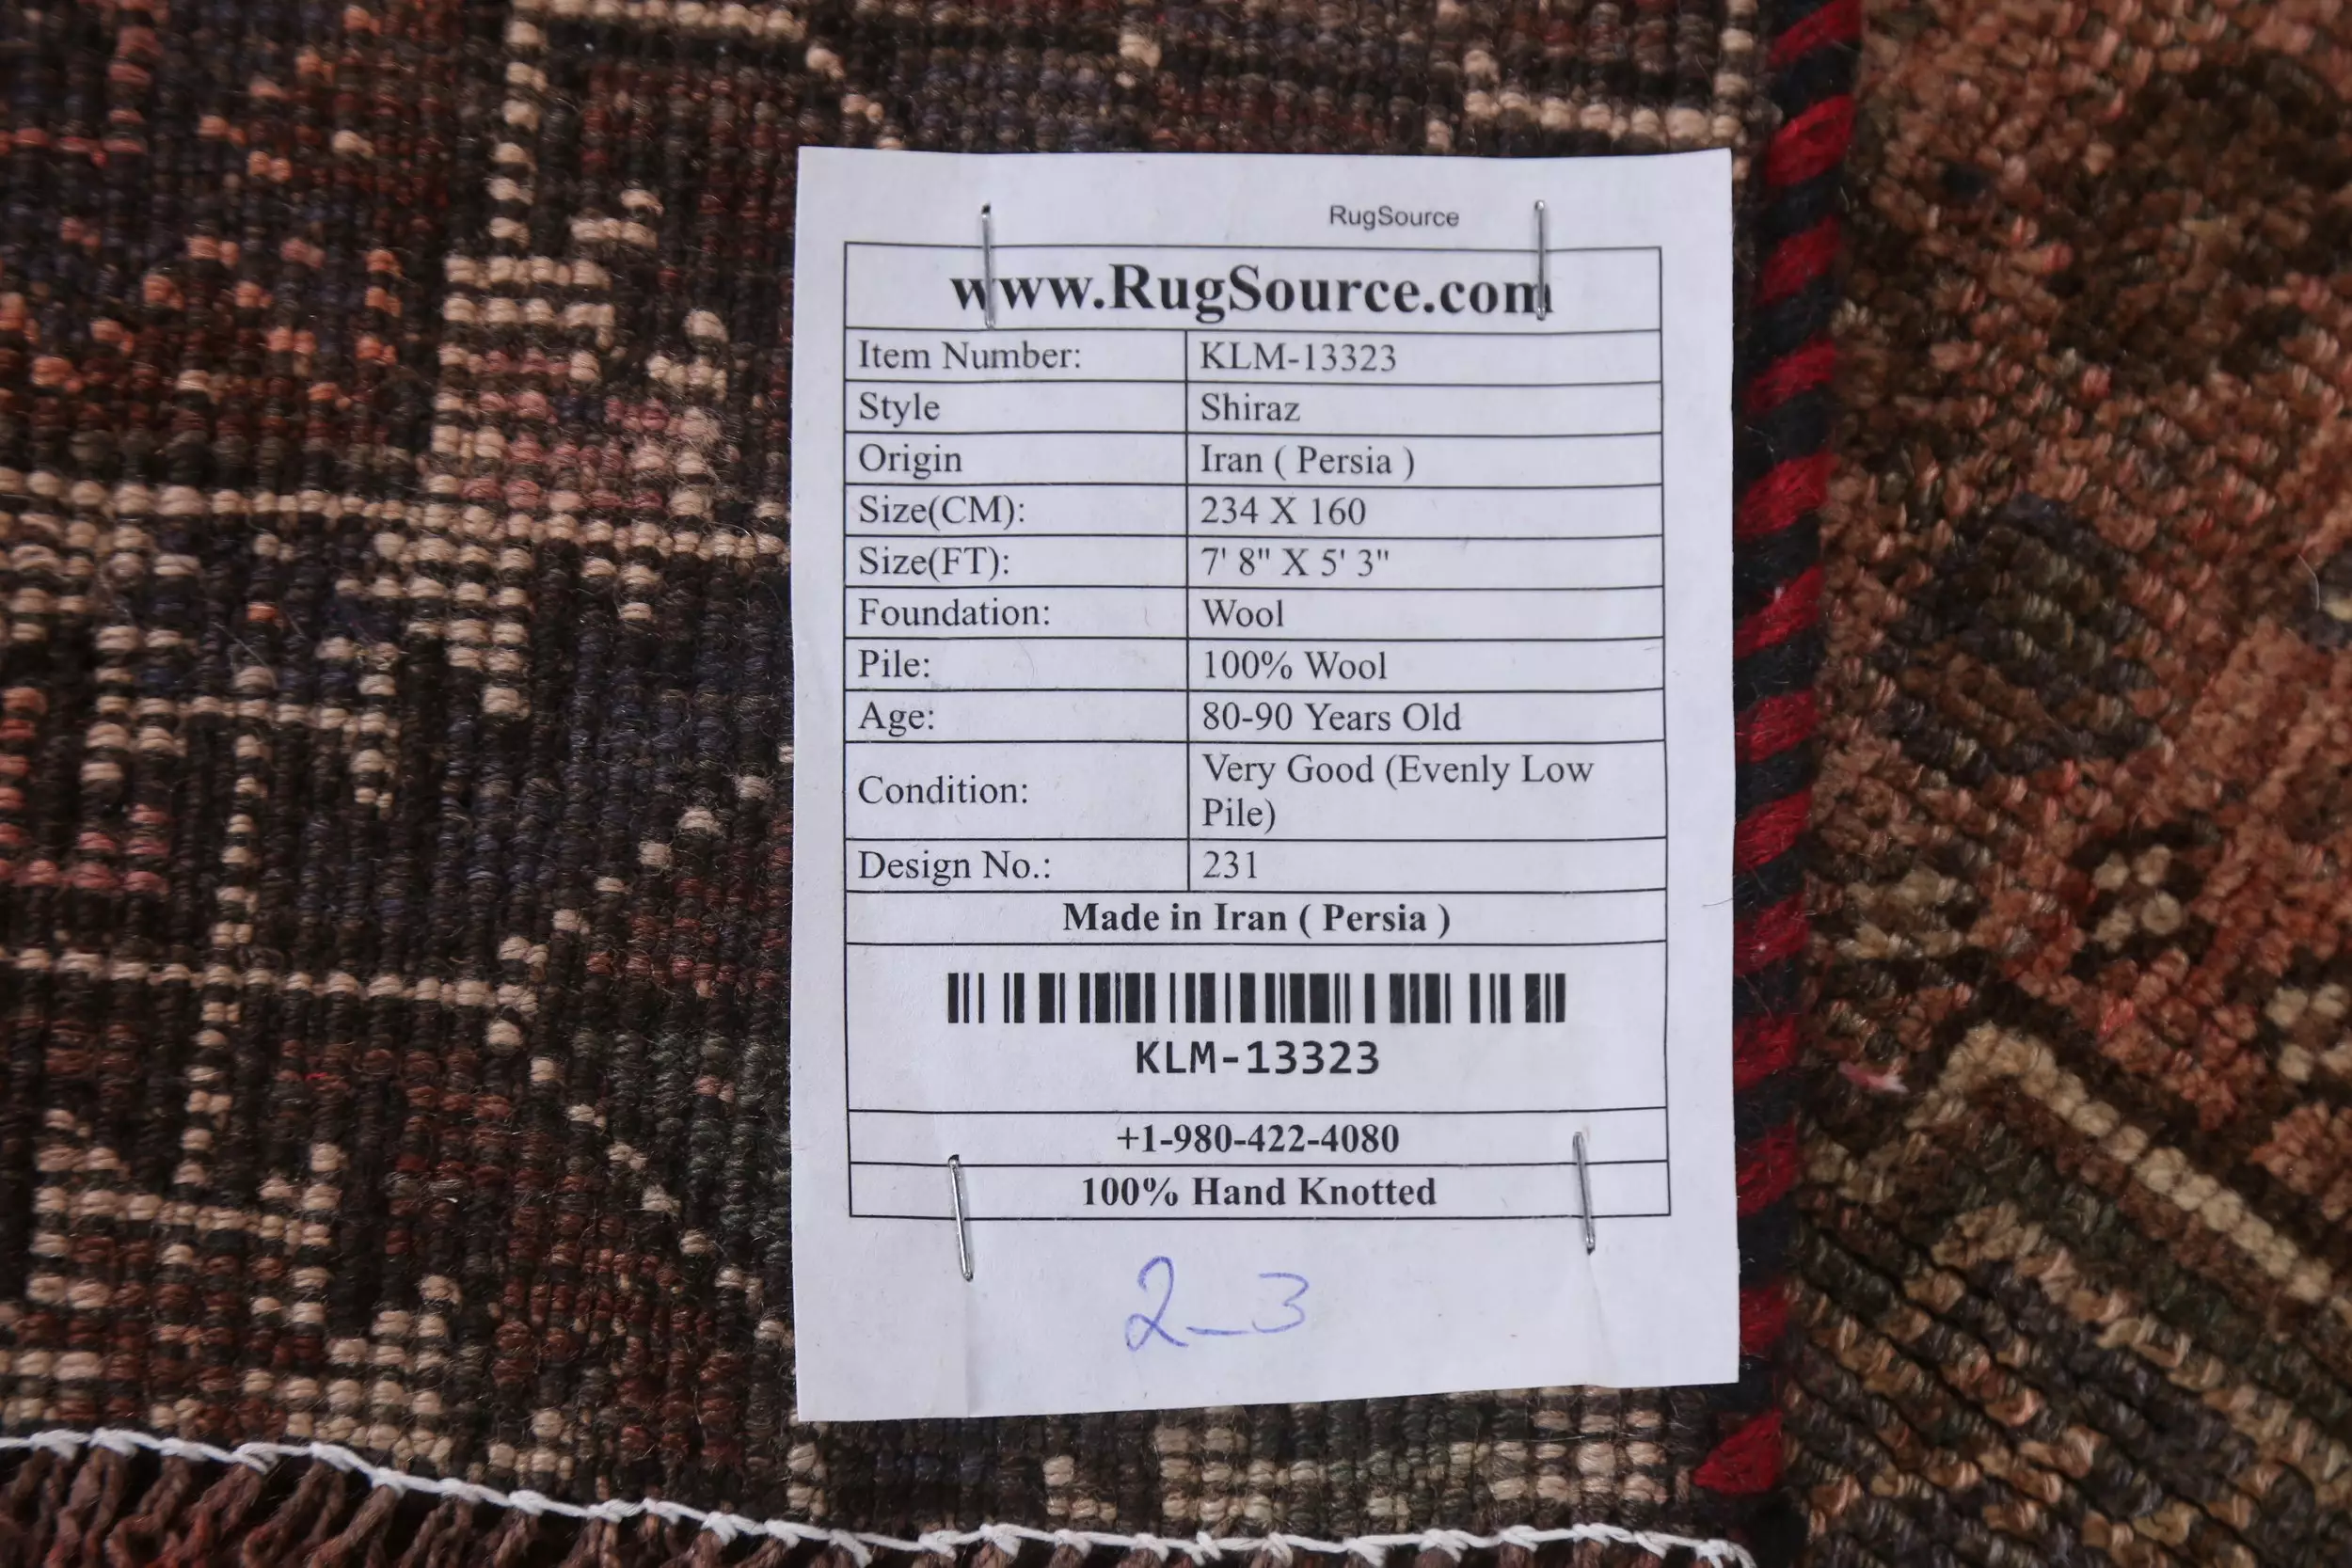 RugSource
www.RugSource.com
Item Number: KLM-13323
Style Shiraz
Origin Iran ( Persia )
Size(CM): 234 X 160
Size(FT): 7' 8" X 5' 3"
Foundation: Wool
Pile: 100% Wool
Age: 80-90 Years Old
Condition: Very Good (Evenly Low
Pile)
Design No.: 231
Made in Iran ( Persia )
KLM-13323
+1-980-422-4080
100% Hand Knotted
2_3